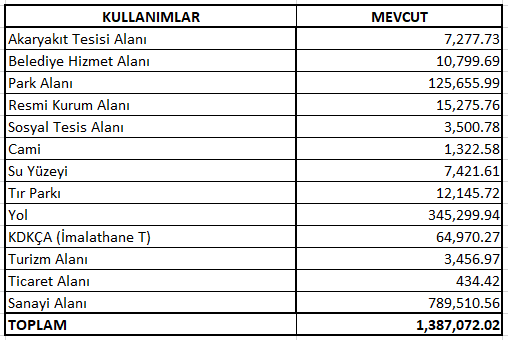 KULLANIMLAR MEVCUT
Akaryakıt Tesisi Alanı 7,277.73
Belediye Hizmet Alanı 10,799.69
Park Alanı 125,655.99
Resmi Kurum Alanı 15,275.76
Sosyal Tesis Alanı 3,500.78
Cami 1,322.58
Su Yüzeyi 7,421.61
Tır Parkı 12,145.72
Yol 345,299.94
KDKÇA (İmalathane T) 64,970.27
Turizm Alanı 3,456.97
Ticaret Alanı 434.42
Sanayi Alanı 789,510.56
TOPLAM 1,387,072.02